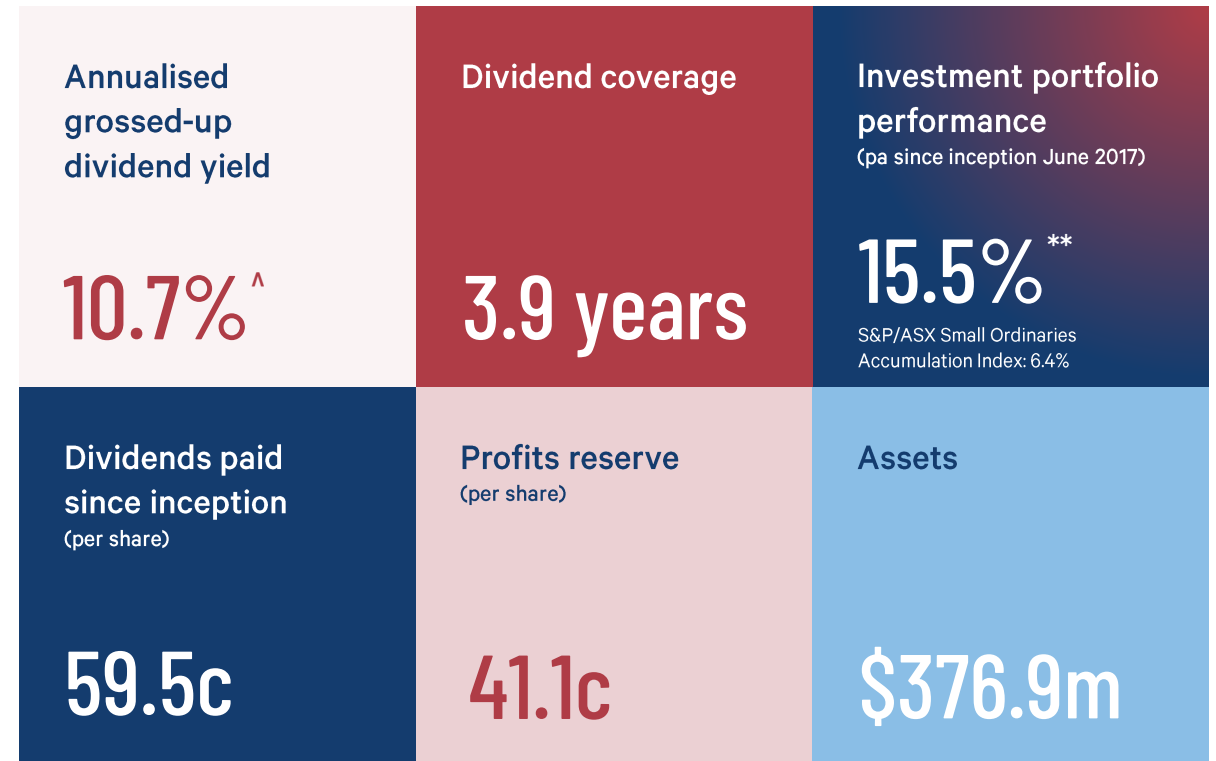 Annualised
grossed-up
dividend yield
10.7%^
Dividend coverage
3.9 years
Investment portfolio
performance
(pa since inception June 2017)
15.5%**
S&P/ASX Small Ordinaries
Accumulation Index: 6.4%
Dividends paid
since inception
(per share)
59.5c
Profits reserve
(per share)
41.1c
Assets
$376.9m